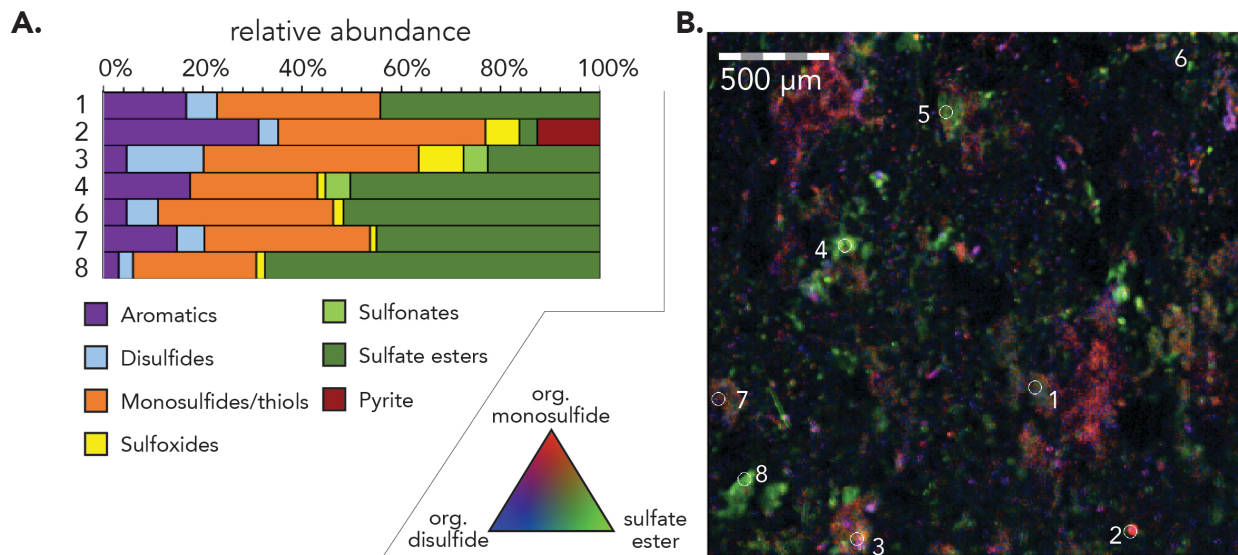 A.
relative abundance
0% 20% 40% 60% 80% 100%
1
2
3
4
6
7
8
Aromatics
Disulfides
Monosulfides/thiols
Sulfoxides
Sulfonates
Sulfate esters
Pyrite
org.
monosulfide
org.
disulfide
sulfate
ester
B.
500 μm
6
5
4
7
1
8
2
3